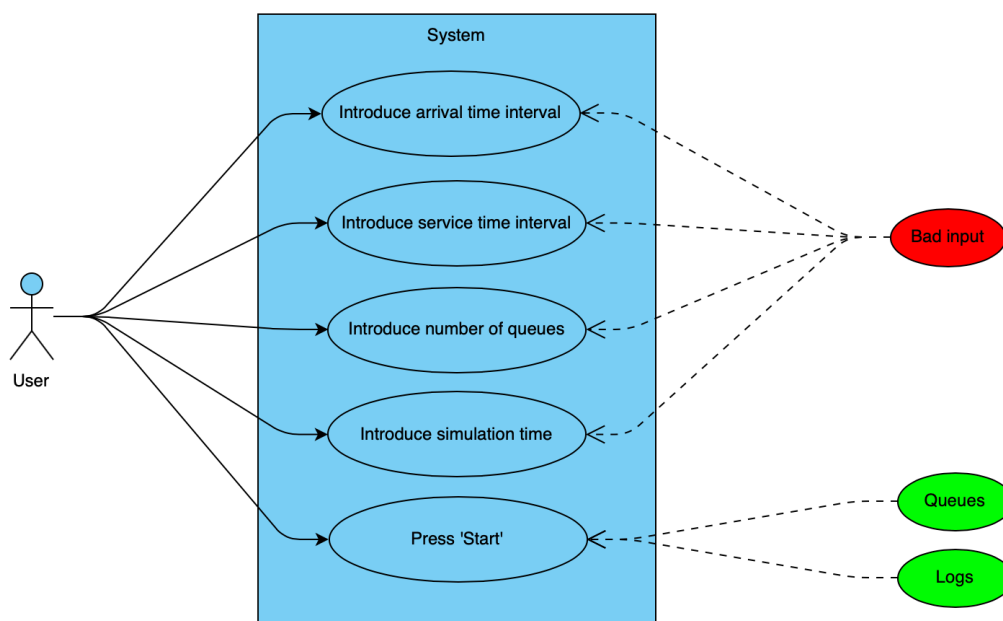 System
Introduce arrival time interval
Introduce service time interval
Bad input
Introduce number of queues
User
Introduce simulation time
Queues
Press 'Start'
Logs